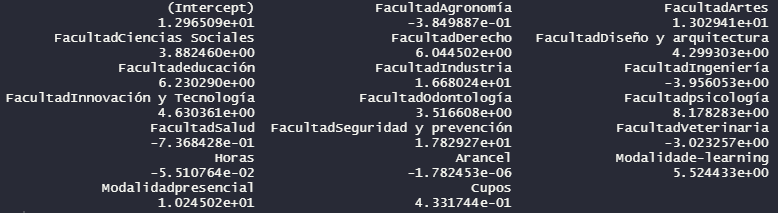 (Intercept) FacultadAgronomía FacultadArtes
1.296509e+01 -3.849887e-01 1.302941e+01
FacultadCiencias Sociales FacultadDerecho FacultadDiseño y arquitectura
3.882460e+00 6.044502e+00 4.299303e+00
Facultadeducación FacultadIndustria FacultadIngeniería
6.230290e+00 1.668024e+01 -3.956053e+00
FacultadInnovación y Tecnología FacultadOdontología Facultadpsicología
4.630361e+00 3.516608e+00 8.178283e+00
FacultadSalud FacultadSeguridad y prevención FacultadVeterinaria
-7.368428e-01 1.782927e+01 -3.023257e+00
Horas Arancel Modalidade-learning
-5.510764e-02 -1.782453e-06 5.524433e+00
Modalidadpresencial Cupos
1.024502e+01 4.331744e-01